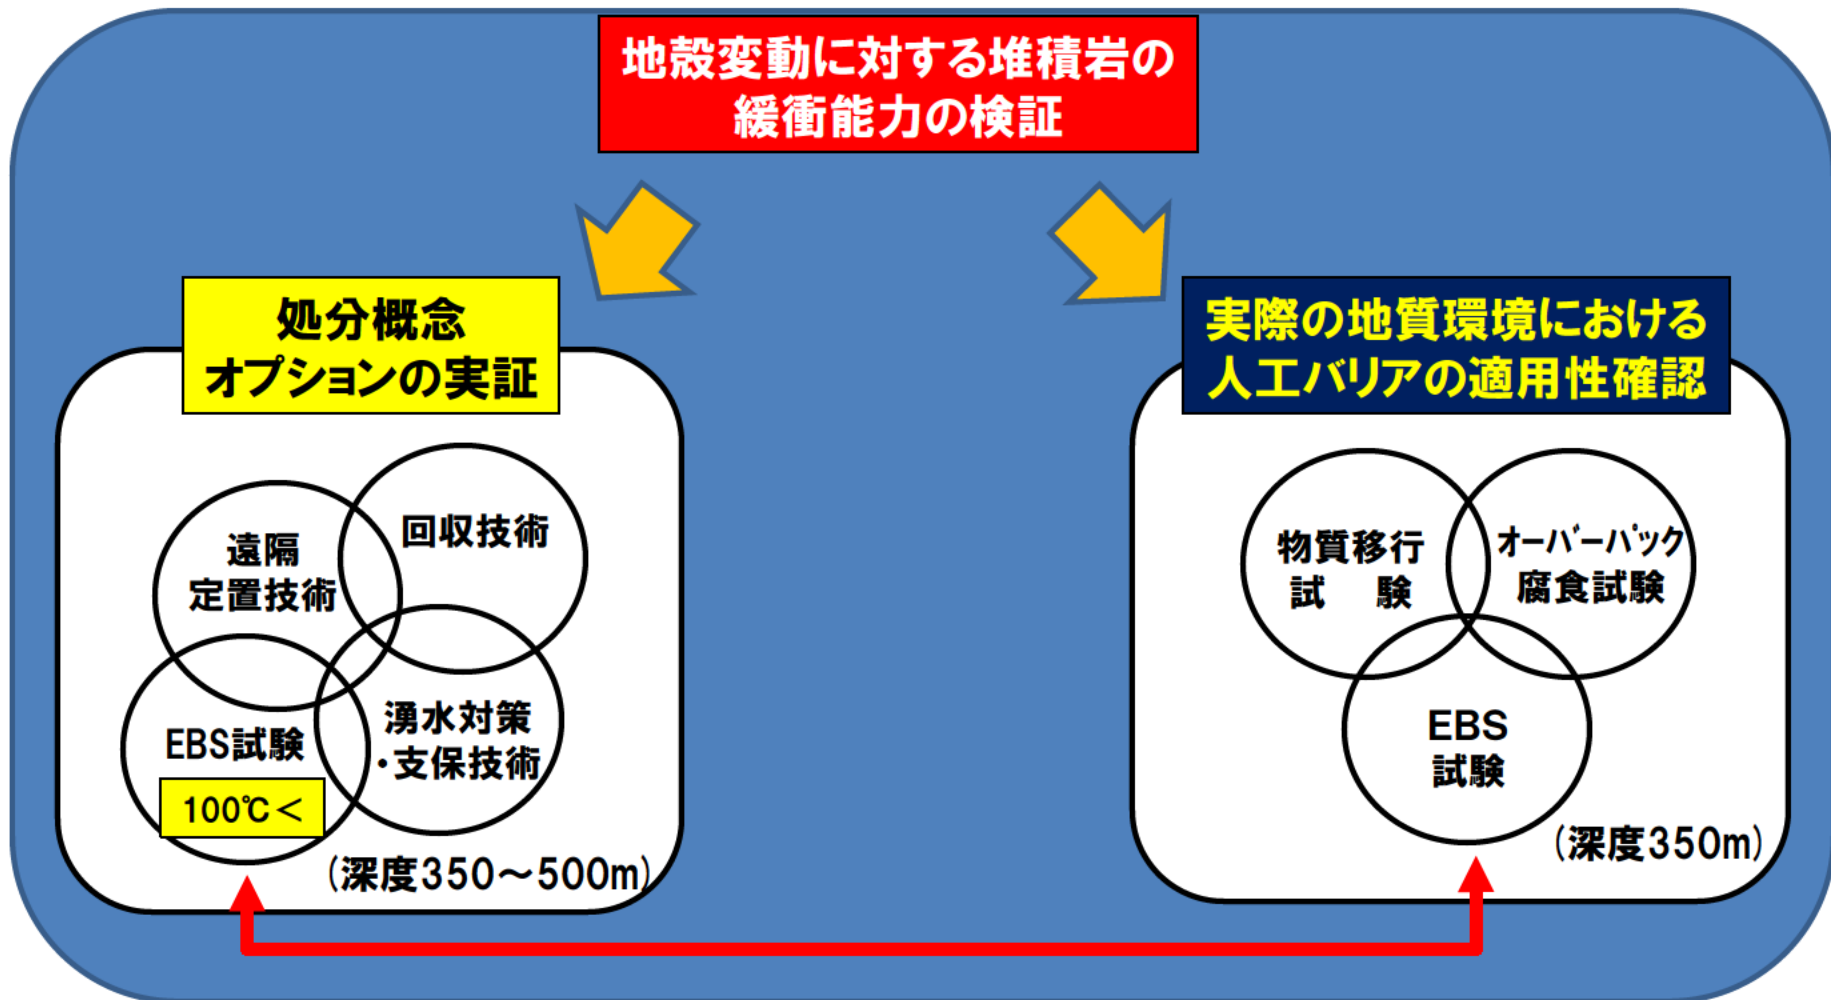 地殻変動に対する堆積岩の
緩衝能力の検証
処分概念
オプションの実証
遠隔
定置技術
回収技術
EBS試験
100℃＜
湧水対策
・支保技術
(深度350～500m)
実際の地質環境における
人工バリアの適用性確認
物質移行
試　験
オーバーパック
腐食試験
EBS
試験
(深度350m)